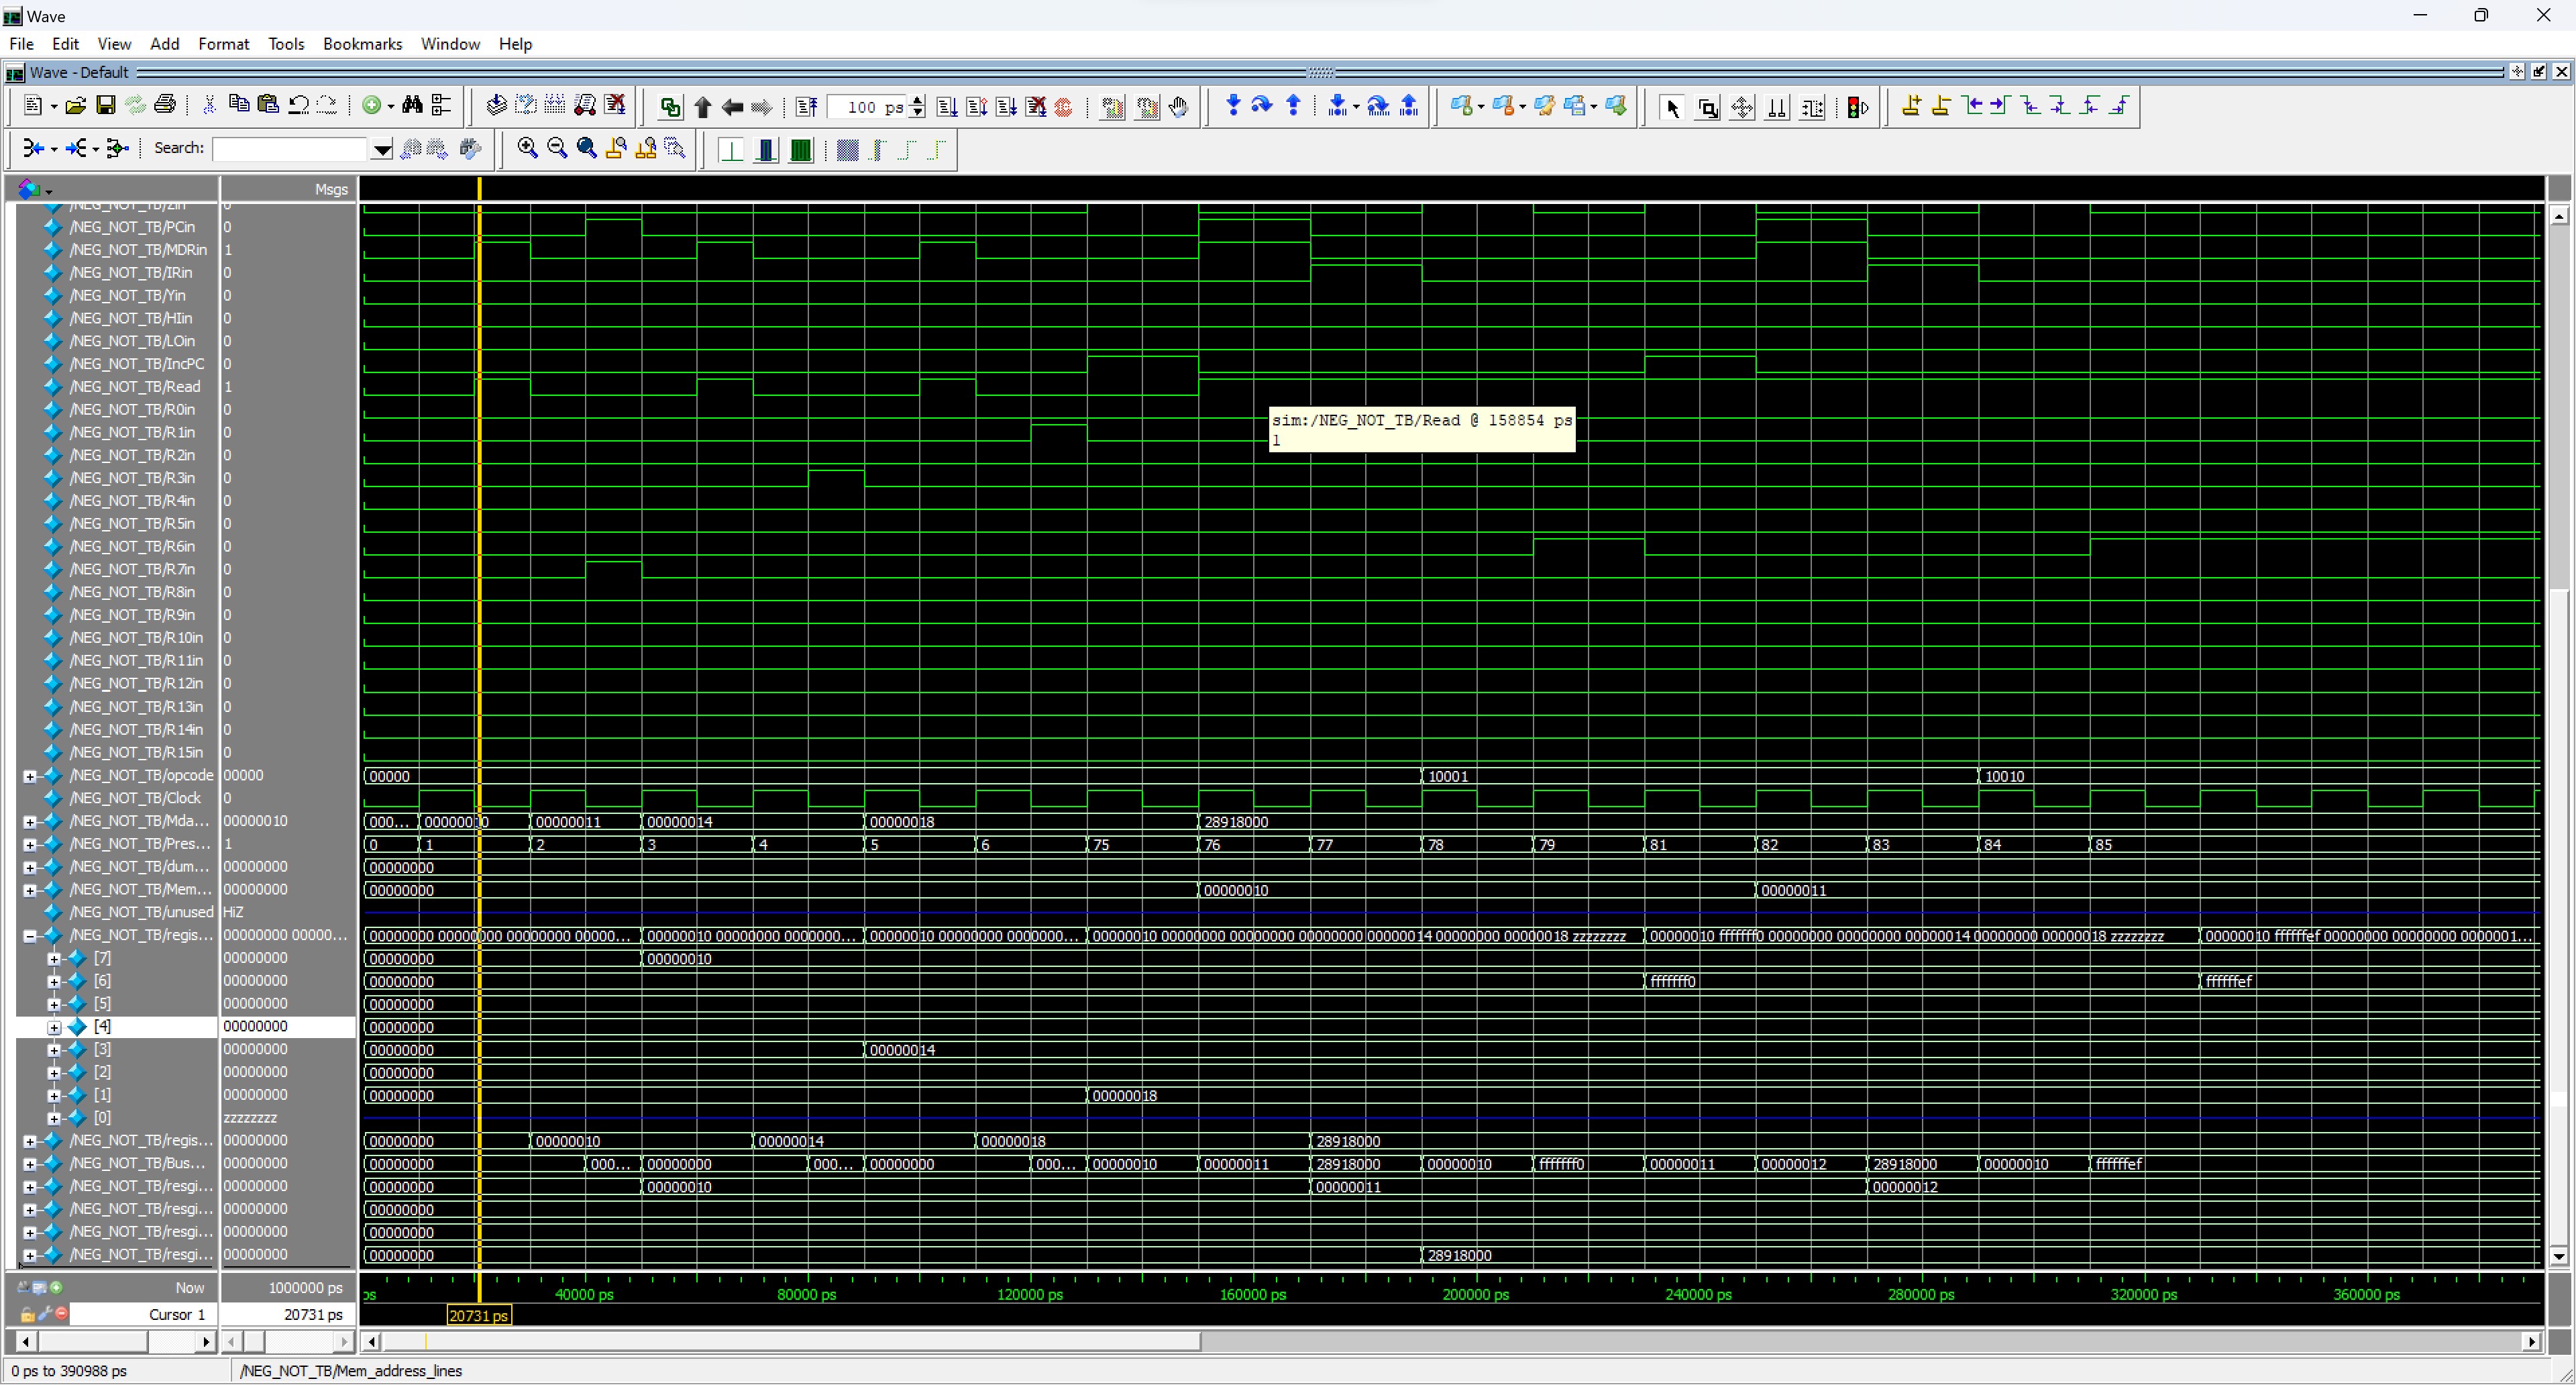 Wave
File Edit View Add Format Tools Bookmarks Window Help
Wave - Default
100 ps
Search:
Msgs
/NEG_NOT_TB/Zin 0
/NEG_NOT_TB/PCin 0
/NEG_NOT_TB/MDRin 1
/NEG_NOT_TB/IRin 0
/NEG_NOT_TB/Yin 0
/NEG_NOT_TB/HIin 0
/NEG_NOT_TB/LOin 0
/NEG_NOT_TB/IncPC 0
/NEG_NOT_TB/Read 1
/NEG_NOT_TB/R0in 0
sim:/NEG_NOT_TB/Read @ 158854 ps
1
/NEG_NOT_TB/R1in 0
/NEG_NOT_TB/R2in 0
/NEG_NOT_TB/R3in 0
/NEG_NOT_TB/R4in 0
/NEG_NOT_TB/R5in 0
/NEG_NOT_TB/R6in 0
/NEG_NOT_TB/R7in 0
/NEG_NOT_TB/R8in 0
/NEG_NOT_TB/R9in 0
/NEG_NOT_TB/R10in 0
/NEG_NOT_TB/R11in 0
/NEG_NOT_TB/R12in 0
/NEG_NOT_TB/R13in 0
/NEG_NOT_TB/R14in 0
/NEG_NOT_TB/R15in 0
/NEG_NOT_TB/opcode 00000 00000 10001 10010
/NEG_NOT_TB/Clock 0
/NEG_NOT_TB/Mda... 00000010 000... 00000010 00000011 00000014 00000018 28918000
/NEG_NOT_TB/Pres... 1 0 1 2 3 4 5 6 75 76 77 78 79 81 82 83 84 85
/NEG_NOT_TB/dum... 00000000 00000000
/NEG_NOT_TB/Mem... 00000000 00000000 00000010 00000011
/NEG_NOT_TB/unused HiZ
/NEG_NOT_TB/regis... 00000000 00000... 00000000 00000000 00000000 00000... 00000010 00000000 0000000... 00000010 00000000 0000000... 00000010 00000000 00000000 00000000 00000014 00000000 00000018 zzzzzzzz 00000010 fffffff0 00000000 00000000 00000014 00000000 00000018 zzzzzzzz 00000010 ffffffef 00000000 00000000 0000001...
[7] 00000000 00000000 00000010
[6] 00000000 00000000 fffffff0 ffffffef
[5] 00000000 00000000
[4] 00000000 00000000
[3] 00000000 00000000 00000014
[2] 00000000 00000000
[1] 00000000 00000000 00000018
[0] zzzzzzzz
/NEG_NOT_TB/regis... 00000000 00000000 00000010 00000014 00000018 28918000
/NEG_NOT_TB/Bus... 00000000 00000000 000... 00000000 000... 00000000 000... 00000010 00000011 28918000 00000010 fffffff0 00000011 00000012 28918000 00000010 ffffffef
/NEG_NOT_TB/resgi... 00000000 00000000 00000010 00000011 00000012
/NEG_NOT_TB/resgi... 00000000 00000000
/NEG_NOT_TB/resgi... 00000000 00000000
/NEG_NOT_TB/resgi... 00000000 00000000 28918000
Now 1000000 ps ps 40000 ps 80000 ps 120000 ps 160000 ps 200000 ps 240000 ps 280000 ps 320000 ps 360000 ps
Cursor 1 20731 ps 20731 ps
0 ps to 390988 ps /NEG_NOT_TB/Mem_address_lines